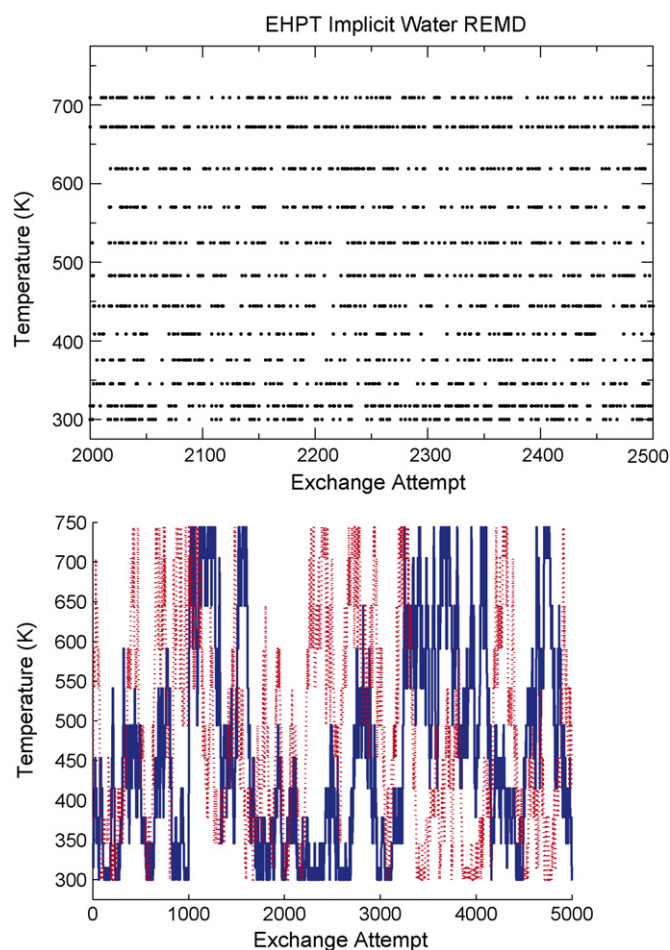 EHPT Implicit Water REMD
700
600
500
400
300
Temperature (K)
2000 2100 2200 2300 2400 2500
Exchange Attempt
750
700
650
600
550
500
450
400
350
300
Temperature (K)
0 1000 2000 3000 4000 5000
Exchange Attempt